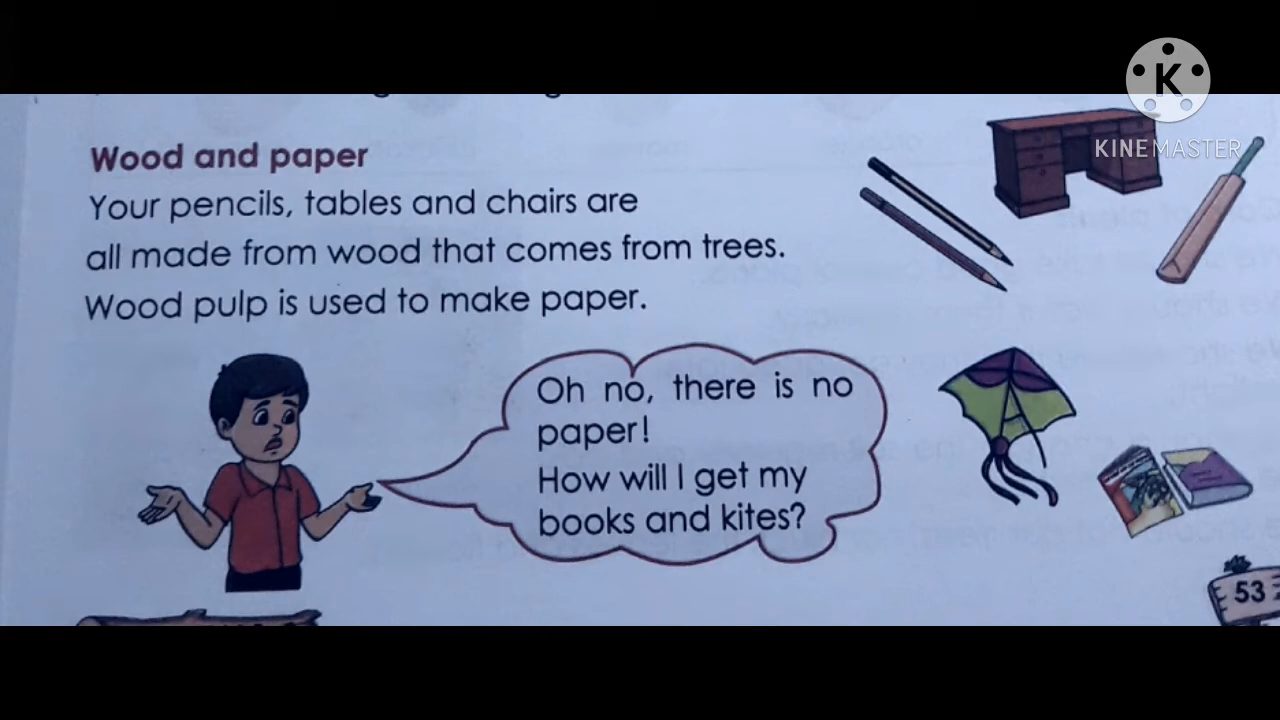 K
KINEMASTER
Wood and paper
Your pencils, tables and chairs are
all made from wood that comes from trees.
Wood pulp is used to make paper.
Oh no, there is no
paper!
How will I get my
books and kites?
53